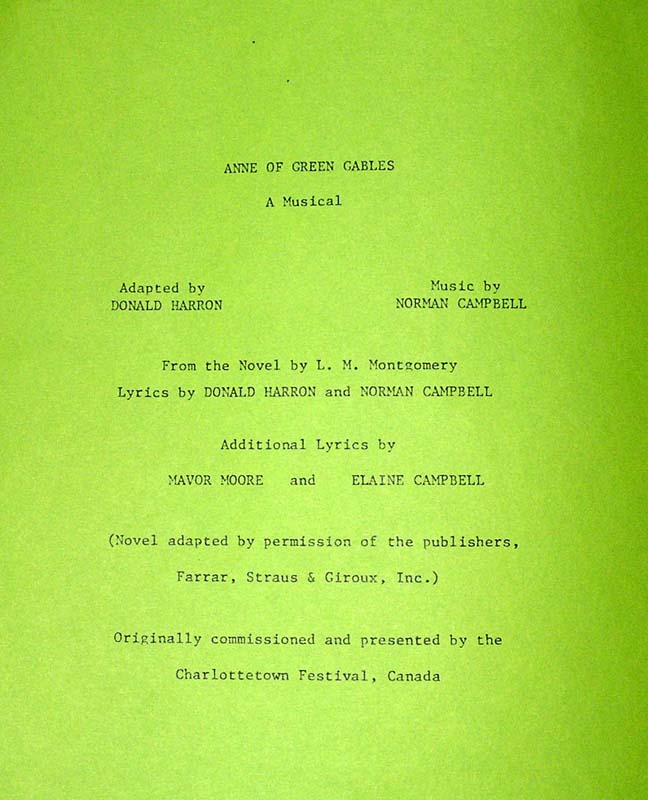 ANNE OF GREEN GABLES
A Musical
Adapted by
DONALD HARRON
Music by
NORMAN CAMPBELL
From the Novel by L. M. Montgomery
Lyrics by DONALD HARRON and NORMAN CAMPBELL
Additional Lyrics by
MAVOR MOORE and ELAINE CAMPBELL
(Novel adapted by permission of the publishers,
Farrar, Straus & Giroux, Inc.)
Originally commissioned and presented by the
Charlottetown Festival, Canada